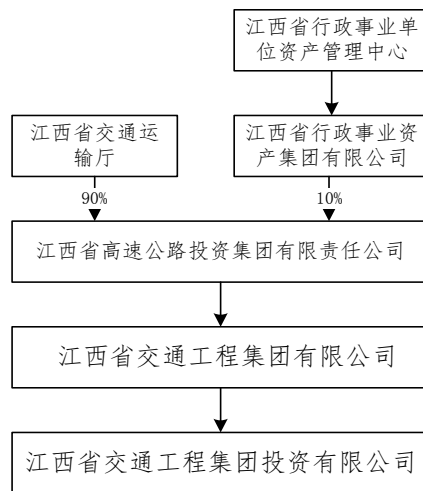 江西省行政事业单
位资产管理中心
江西省交通运
输厅
江西省行政事业资
产集团有限公司
90%
10%
江西省高速公路投资集团有限责任公司
江西省交通工程集团有限公司
江西省交通工程集团投资有限公司